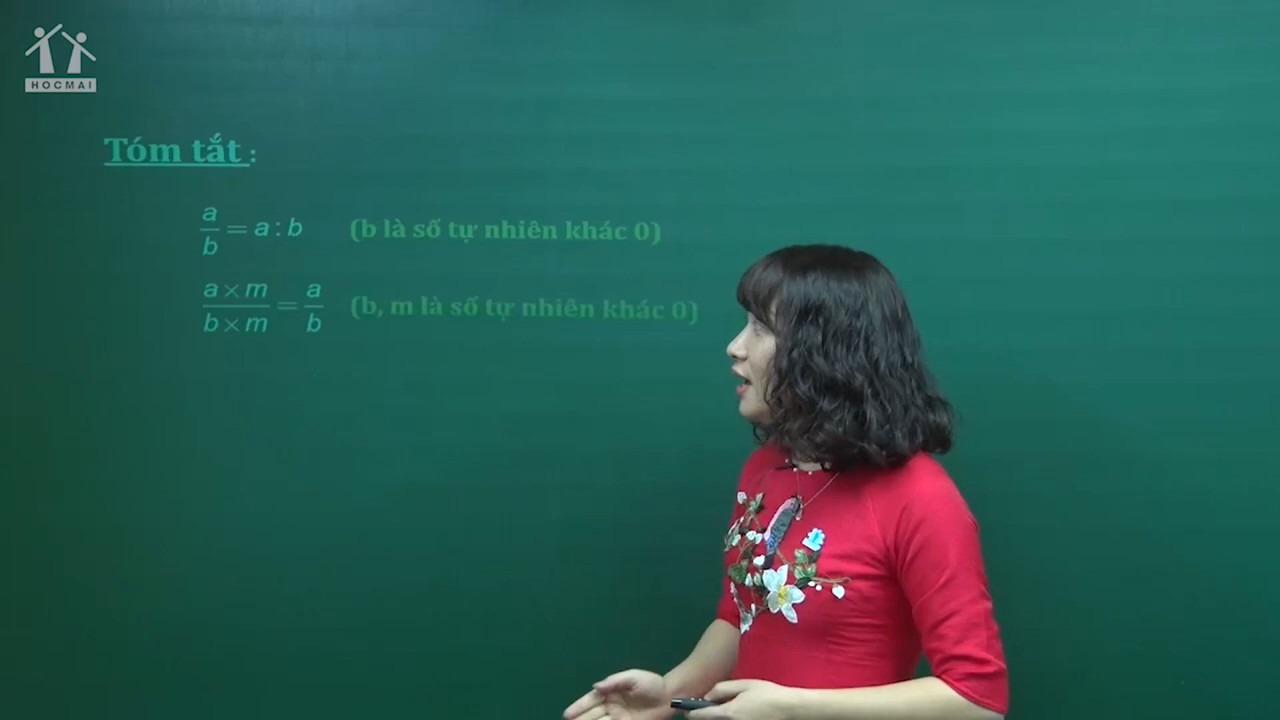 HOCMAI
Tóm tắt :
a/b = a : b (b là số tự nhiên khác 0)
a × m / b × m = a/b (b, m là số tự nhiên khác 0)